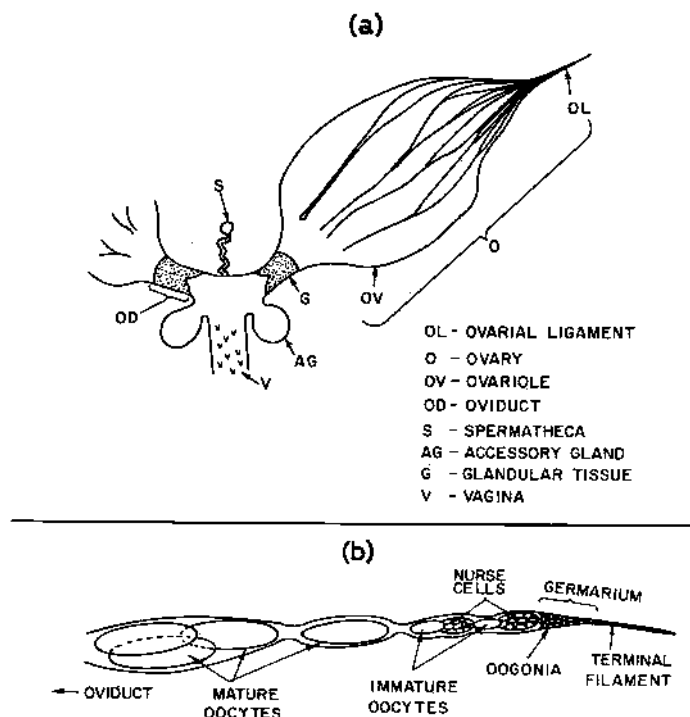 (a)
OL
S
O
G
OV
OD
AG
V
OL - OVARIAL LIGAMENT
O - OVARY
OV - OVARIOLE
OD - OVIDUCT
S - SPERMATHECA
AG - ACCESSORY GLAND
G - GLANDULAR TISSUE
V - VAGINA
(b)
NURSE
CELLS
GERMARIUM
OOGONIA
TERMINAL
FILAMENT
← OVIDUCT
MATURE
OOCYTES
IMMATURE
OOCYTES